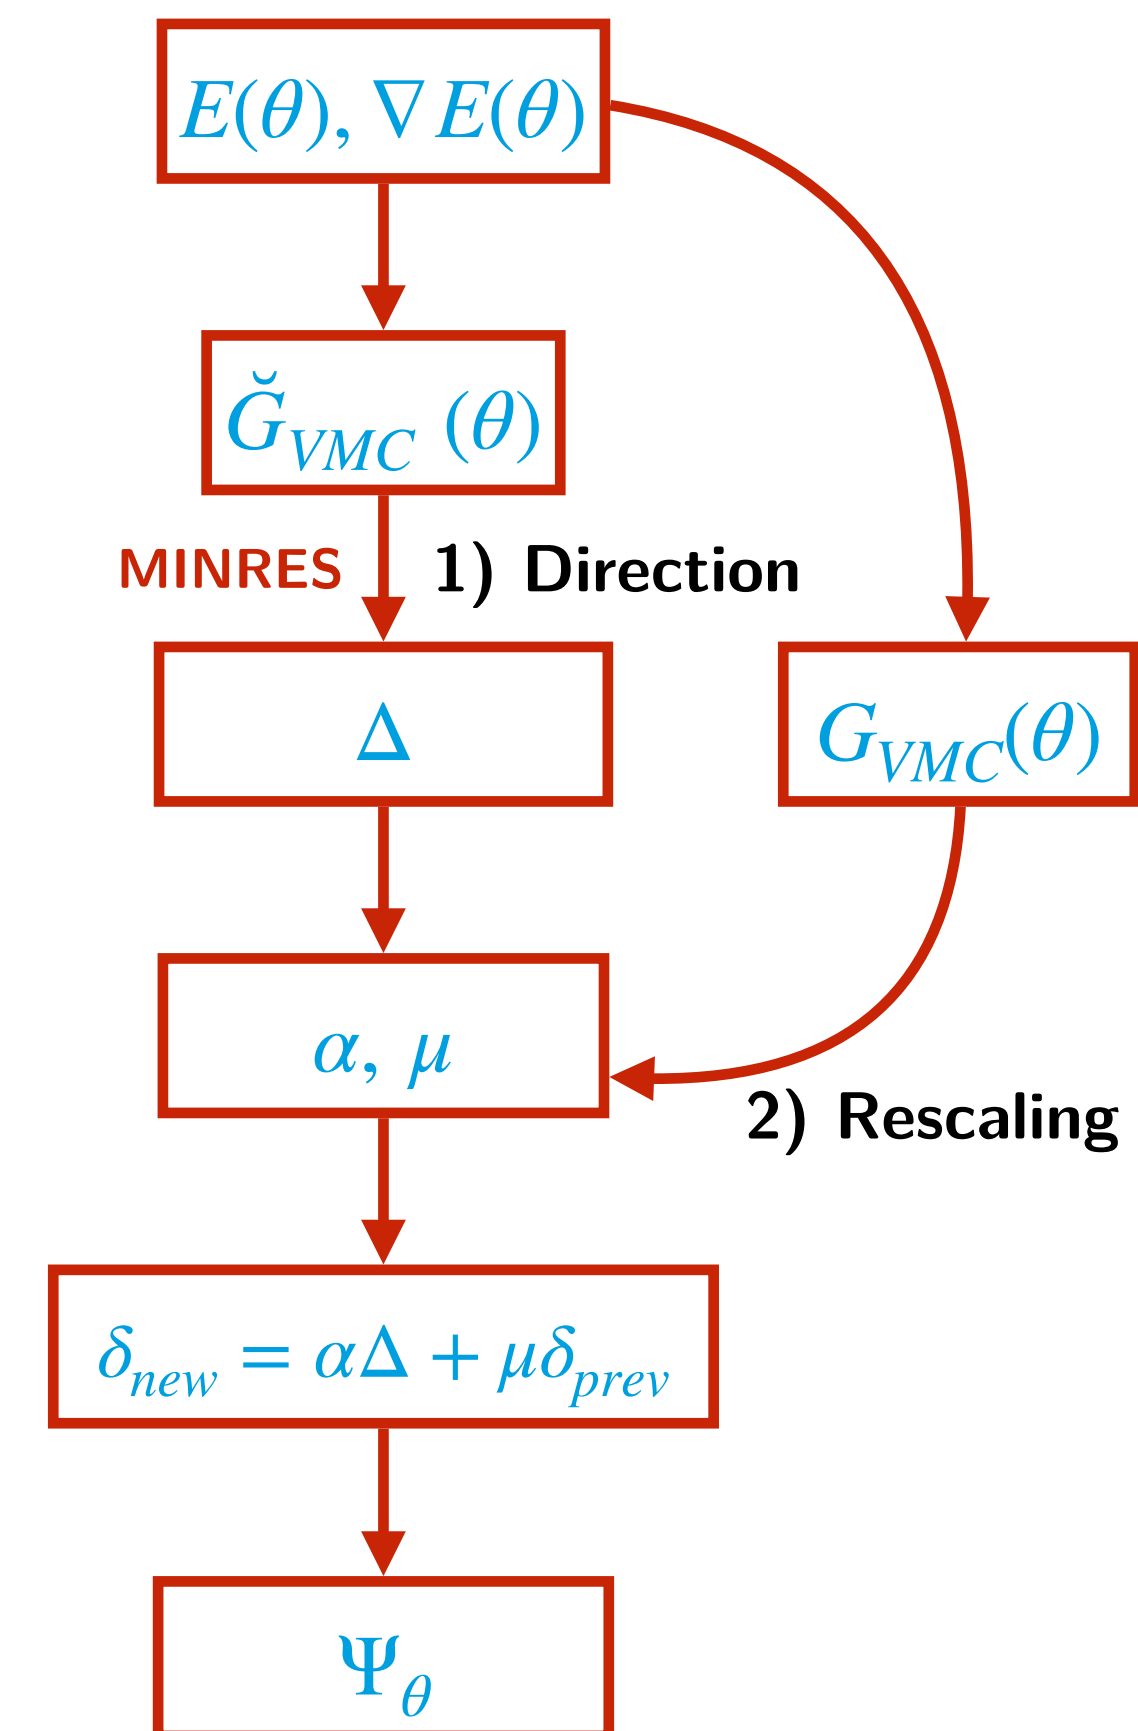 E(θ), ∇E(θ)
Ğ_VMC (θ)
MINRES 1) Direction
Δ
G_VMC(θ)
α, μ
2) Rescaling
δ_new = αΔ + μδ_prev
Ψ_θ